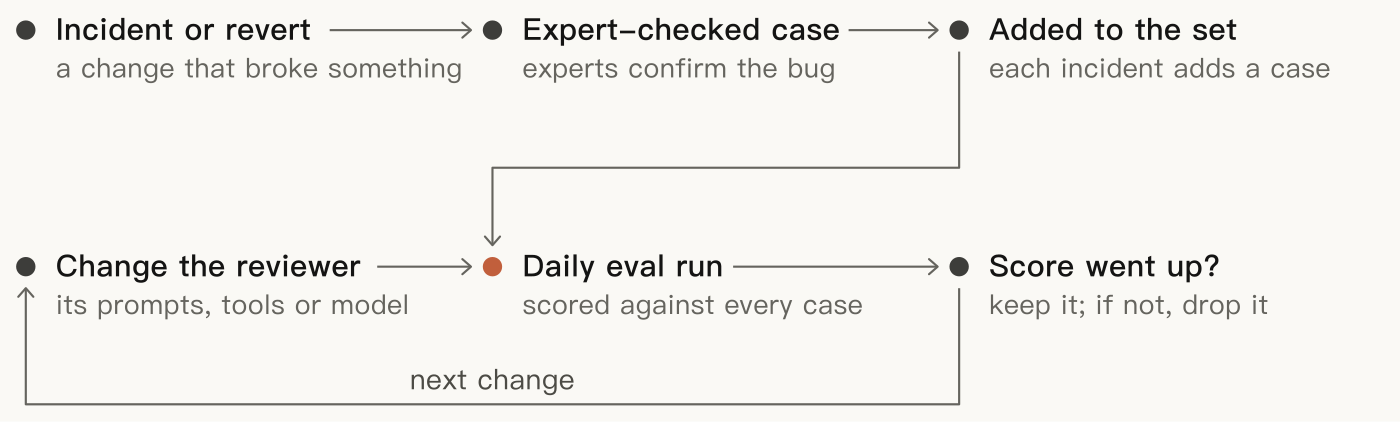 Incident or revert
a change that broke something
Expert-checked case
experts confirm the bug
Added to the set
each incident adds a case
Change the reviewer
its prompts, tools or model
Daily eval run
scored against every case
Score went up?
keep it; if not, drop it
next change